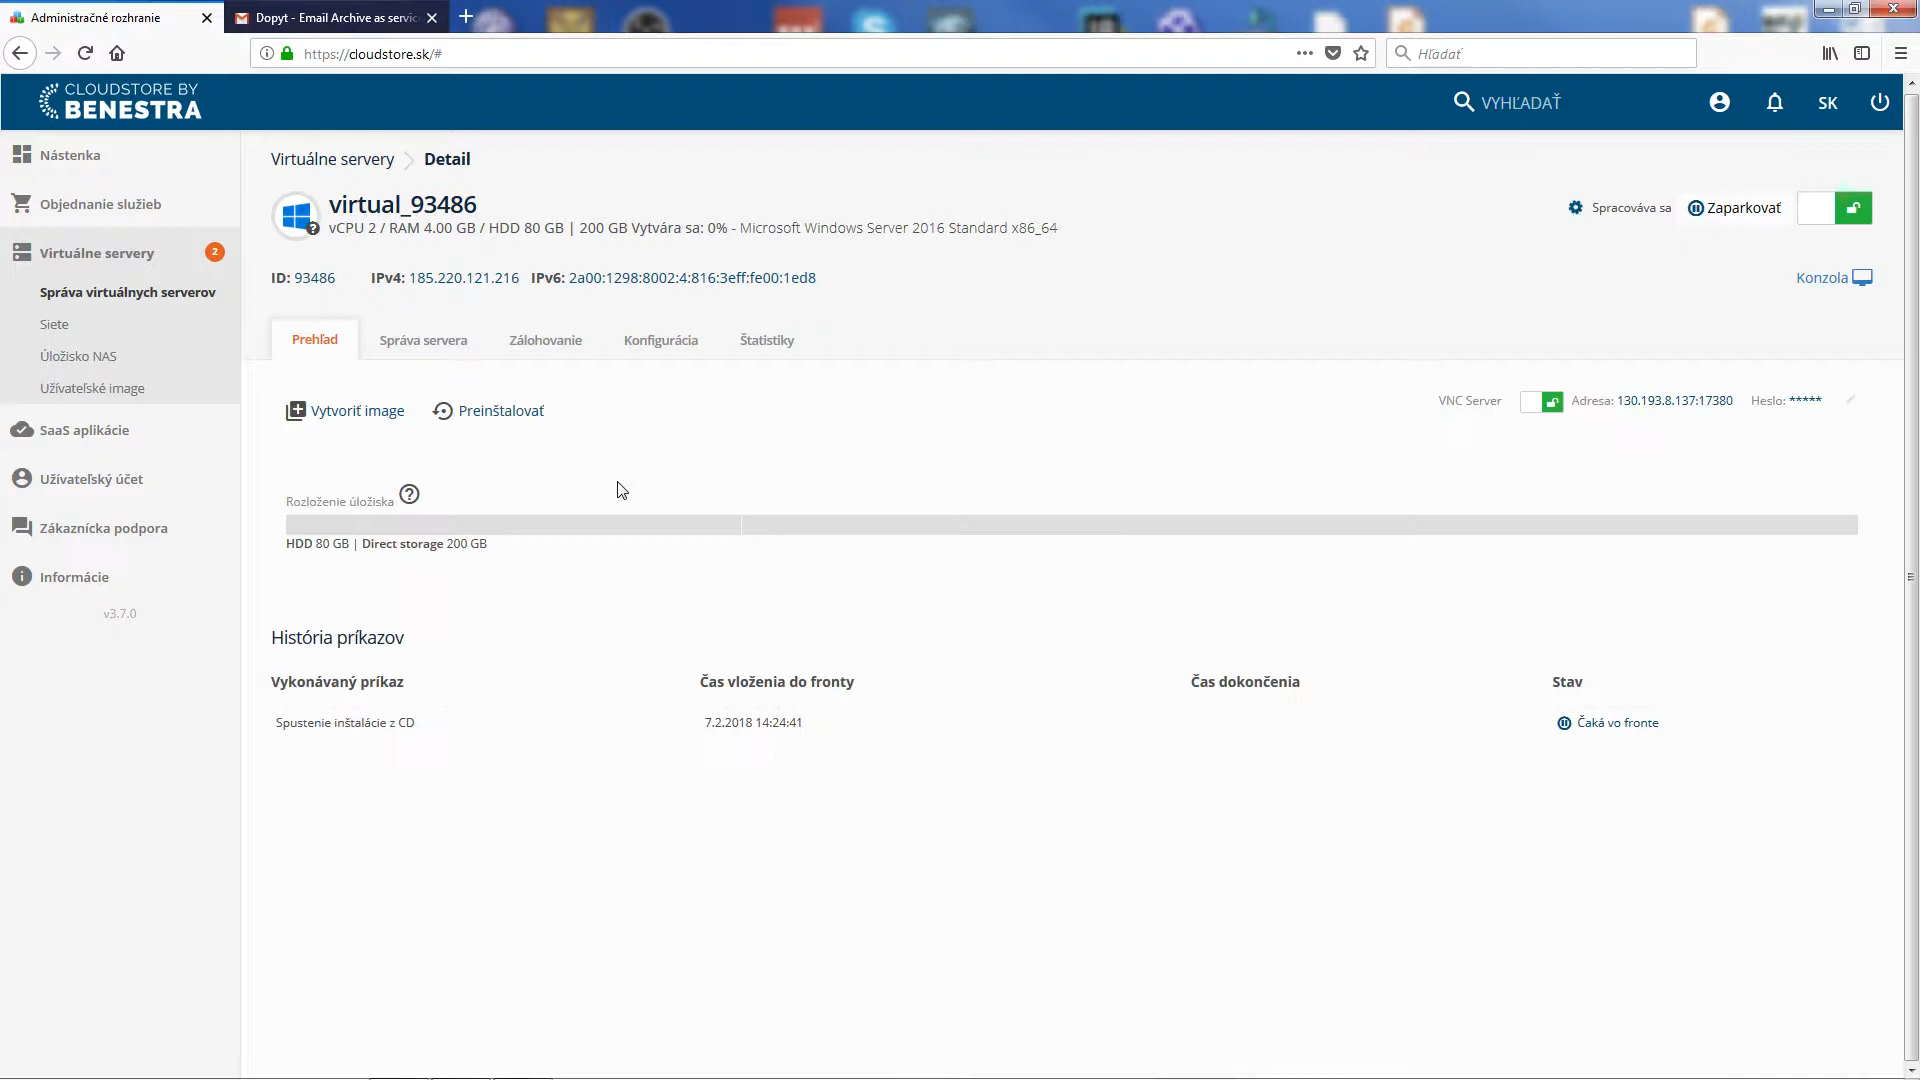 Administračné rozhranie
Dopyt - Email Archive as servic
https://cloudstore.sk/#
Hľadať
CLOUDSTORE BY
BENESTRA
VYHĽADAŤ
SK
Nástenka
Objednanie služieb
Virtuálne servery
2
Správa virtuálnych serverov
Siete
Úložisko NAS
Užívateľské image
SaaS aplikácie
Užívateľský účet
Zákaznícka podpora
Informácie
v3.7.0
Virtuálne servery Detail
virtual_93486
vCPU 2 / RAM 4.00 GB / HDD 80 GB | 200 GB Vytvára sa: 0% - Microsoft Windows Server 2016 Standard x86_64
Spracováva sa Zaparkovať
ID: 93486 IPv4: 185.220.121.216 IPv6: 2a00:1298:8002:4:816:3eff:fe00:1ed8
Konzola
Prehľad Správa servera Zálohovanie Konfigurácia Štatistiky
Vytvoriť image Preinštalovať
VNC Server Adresa: 130.193.8.137:17380 Heslo: *****
Rozloženie úložiska
HDD 80 GB | Direct storage 200 GB
História príkazov
Vykonávaný príkaz Čas vloženia do fronty Čas dokončenia Stav
Spustenie inštalácie z CD 7.2.2018 14:24:41 Čaká vo fronte